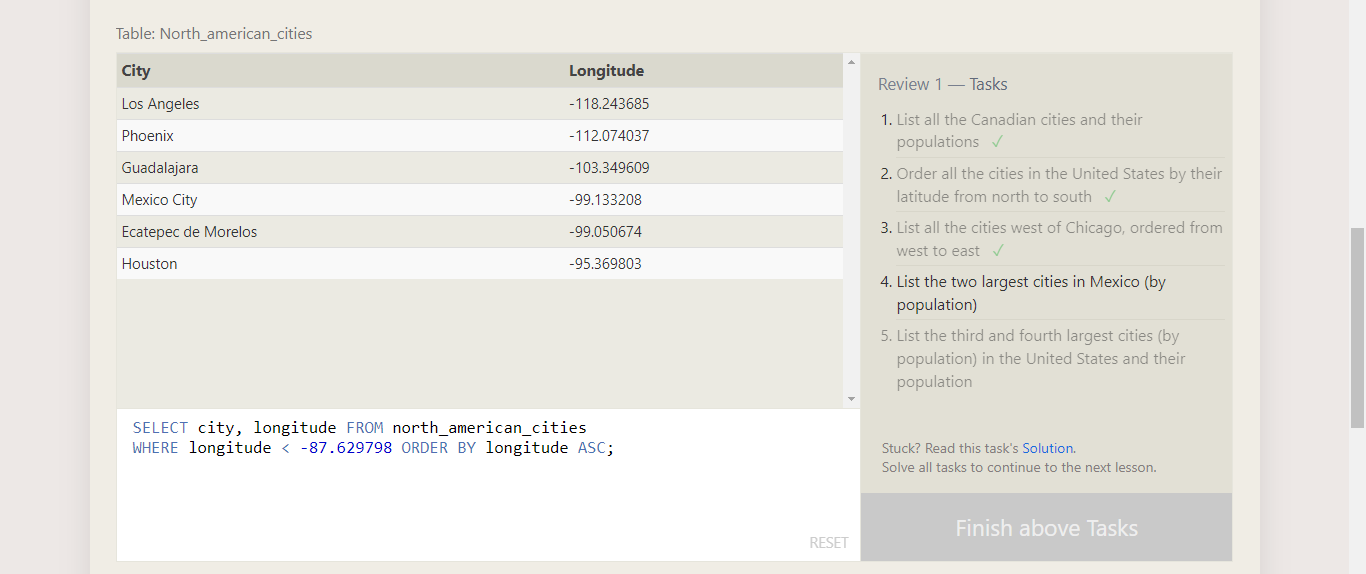 Table: North_american_cities
City Longitude
Los Angeles -118.243685
Phoenix -112.074037
Guadalajara -103.349609
Mexico City -99.133208
Ecatepec de Morelos -99.050674
Houston -95.369803
SELECT city, longitude FROM north_american_cities
WHERE longitude < -87.629798 ORDER BY longitude ASC;
RESET
Review 1 — Tasks
1. List all the Canadian cities and their
populations ✓
2. Order all the cities in the United States by their
latitude from north to south ✓
3. List all the cities west of Chicago, ordered from
west to east ✓
4. List the two largest cities in Mexico (by
population)
5. List the third and fourth largest cities (by
population) in the United States and their
population
Stuck? Read this task's Solution.
Solve all tasks to continue to the next lesson.
Finish above Tasks